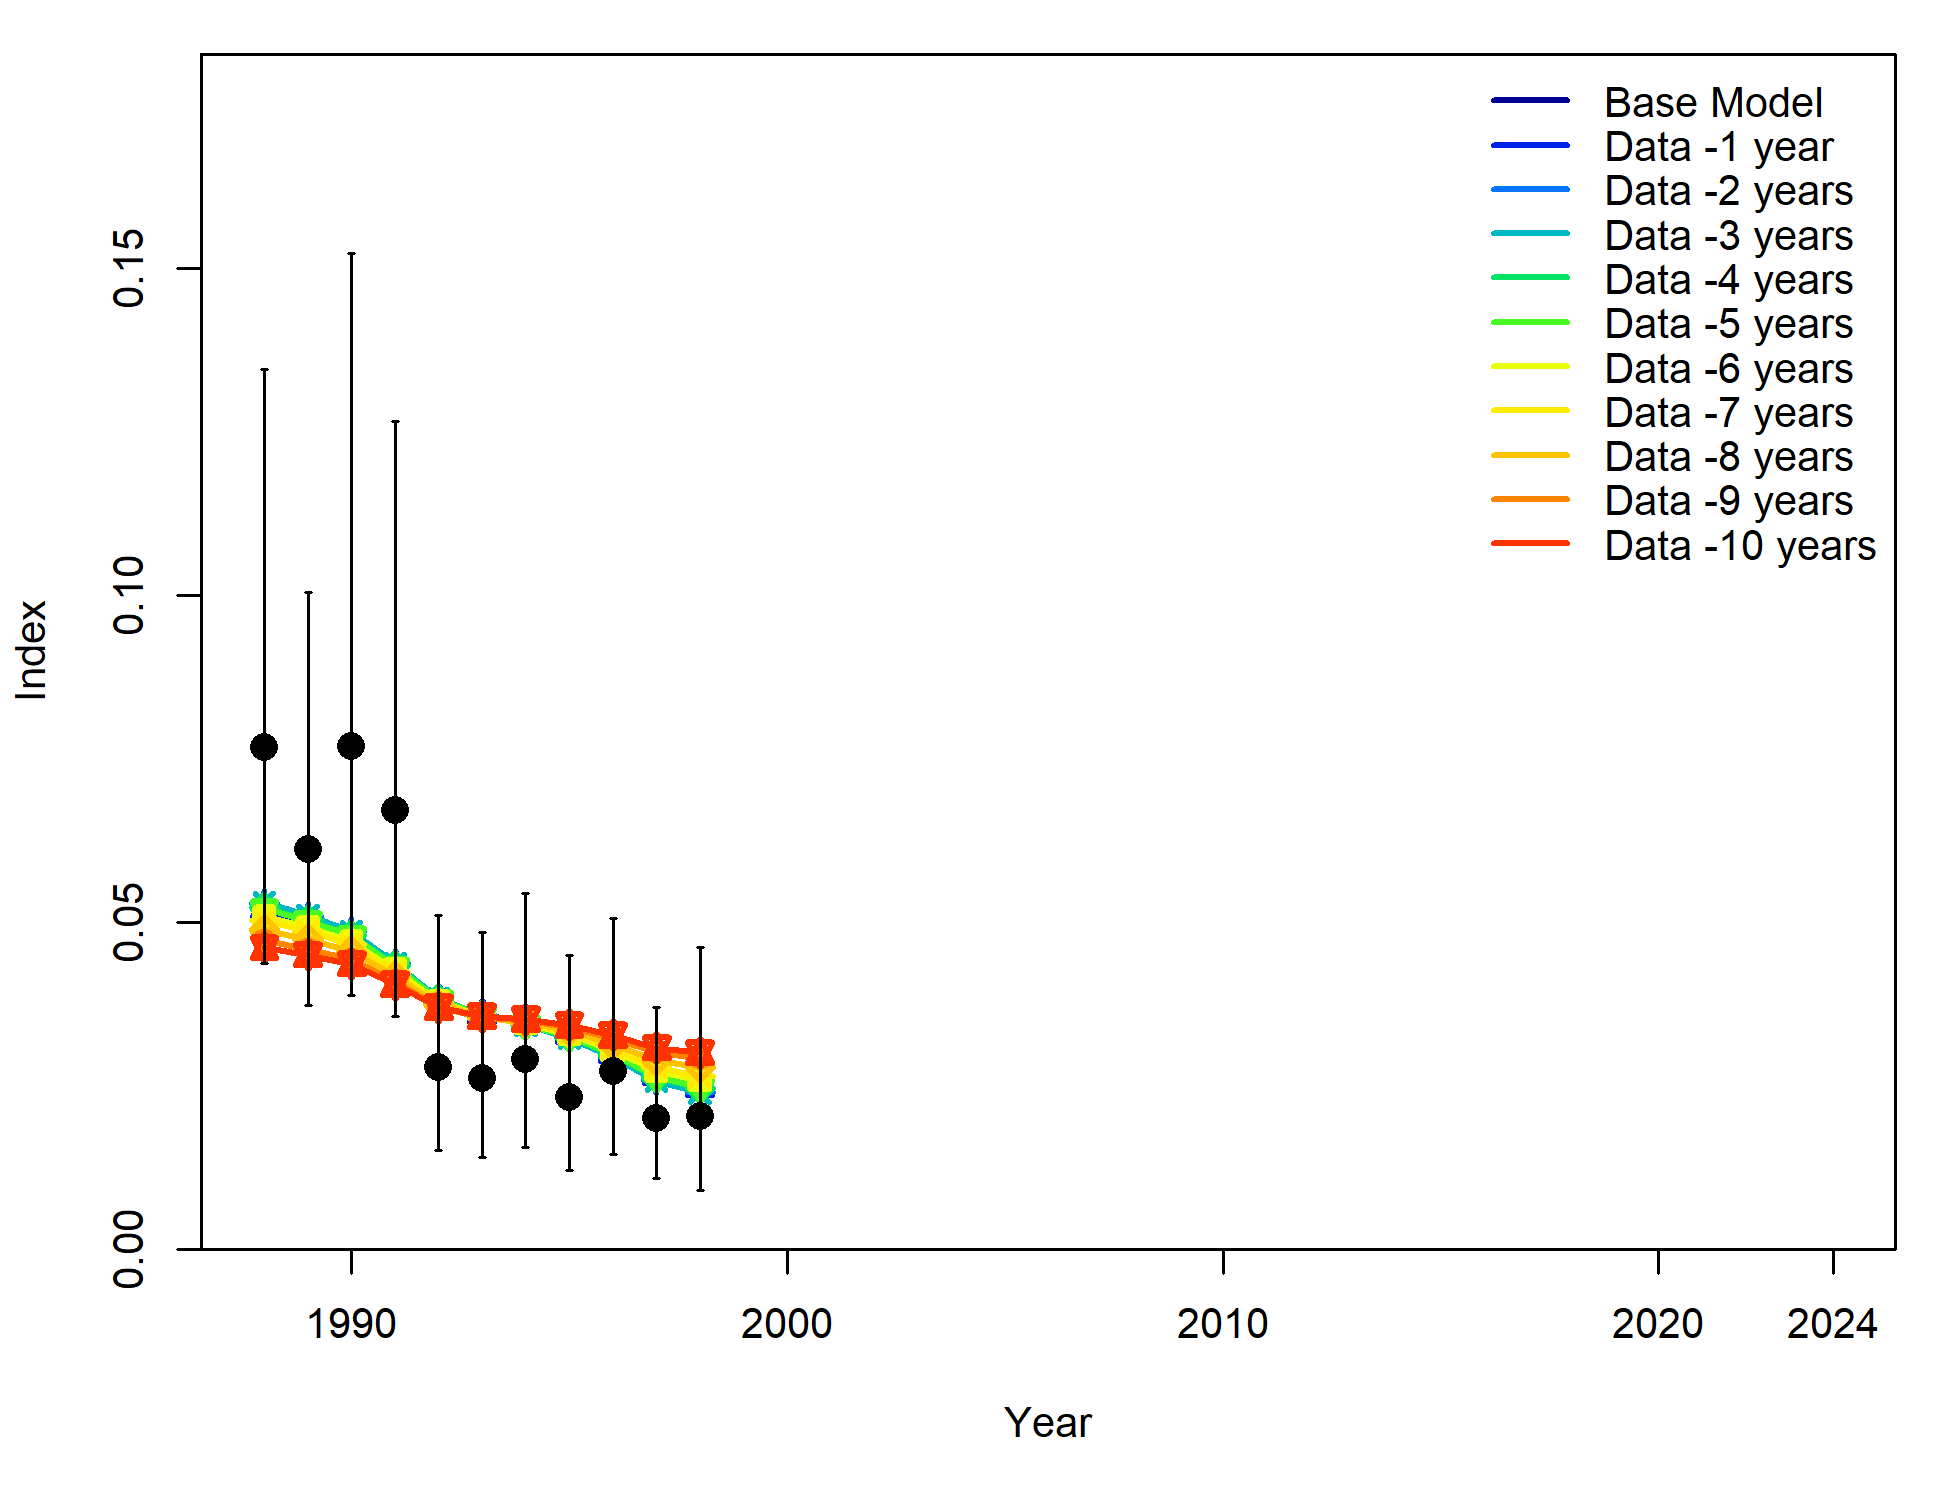 Base Model
Data -1 year
Data -2 years
Data -3 years
Data -4 years
Data -5 years
Data -6 years
Data -7 years
Data -8 years
Data -9 years
Data -10 years
0.15
0.10
0.05
0.00
Index
1990 2000 2010 2020 2024
Year